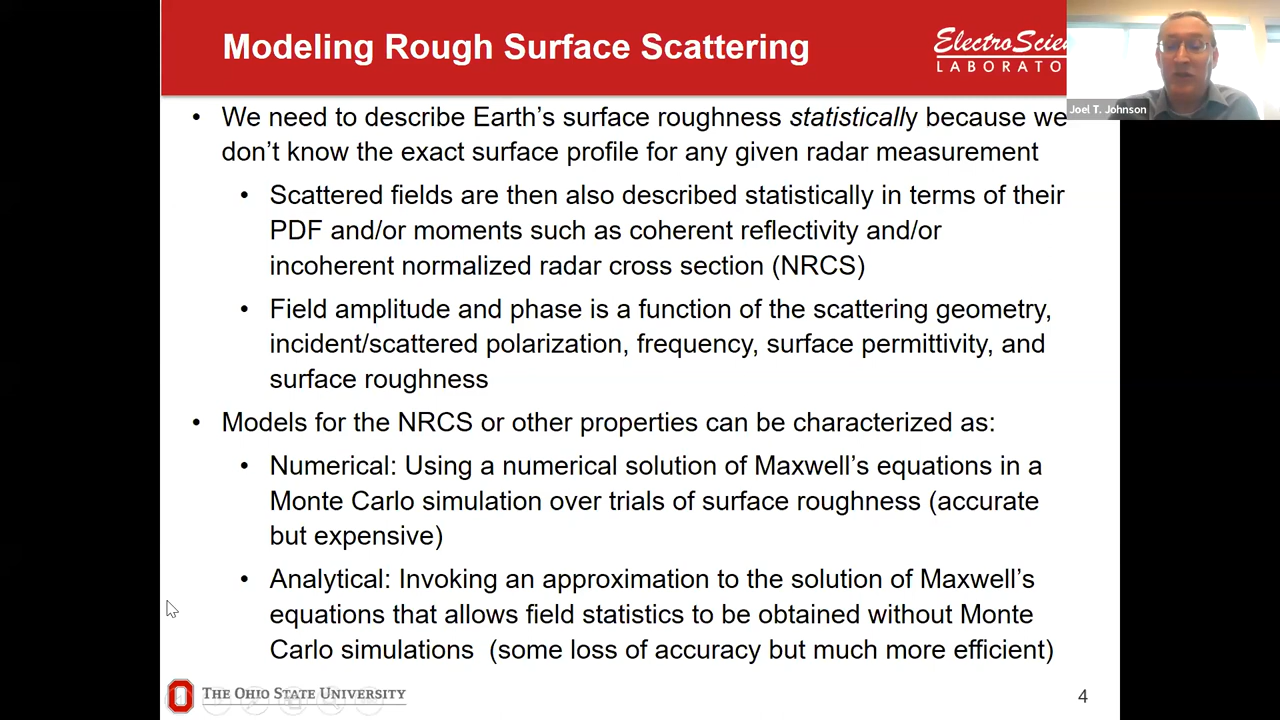 Modeling Rough Surface Scattering
ElectroScien
LABORATO
Joel T. Johnson
• We need to describe Earth's surface roughness statistically because we
don't know the exact surface profile for any given radar measurement
• Scattered fields are then also described statistically in terms of their
PDF and/or moments such as coherent reflectivity and/or
incoherent normalized radar cross section (NRCS)
• Field amplitude and phase is a function of the scattering geometry,
incident/scattered polarization, frequency, surface permittivity, and
surface roughness
• Models for the NRCS or other properties can be characterized as:
• Numerical: Using a numerical solution of Maxwell's equations in a
Monte Carlo simulation over trials of surface roughness (accurate
but expensive)
• Analytical: Invoking an approximation to the solution of Maxwell's
equations that allows field statistics to be obtained without Monte
Carlo simulations (some loss of accuracy but much more efficient)
THE OHIO STATE UNIVERSITY
4